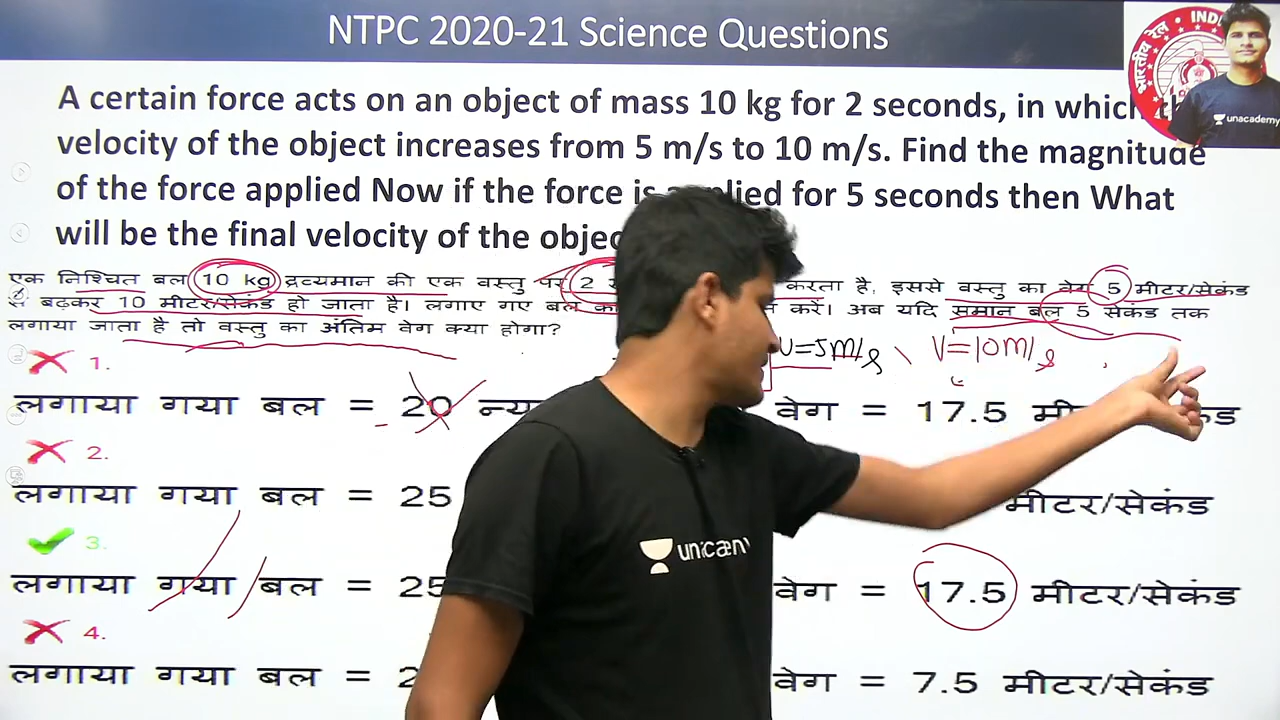 NTPC 2020-21 Science Questions
भारतीय रेल
unacademy
A certain force acts on an object of mass 10 kg for 2 seconds, in which
velocity of the object increases from 5 m/s to 10 m/s. Find the magnitude
of the force applied Now if the force is for 5 seconds then What
will be the final velocity of the
एक निश्चित बल 10 kg द्रव्यमान की एक वस्तु पर 2 करता है, इससे वस्तु का वेग 5 मीटर/सेकंड
से बढ़कर 10 मीटर/सेकंड हो जाता है। लगाए गए बल करें। अब यदि समान बल 5 सेकंड तक
लगाया जाता है तो वस्तु का अंतिम वेग क्या होगा?
U=5m/s V=10m/s
1.
लगाया गया बल = 20 वेग = 17.5
2.
लगाया गया बल = 25 मीटर/सेकंड
3.
लगाया गया बल = 25 वेग = 17.5 मीटर/सेकंड
4.
लगाया गया बल = वेग = 7.5 मीटर/सेकंड
unacademy